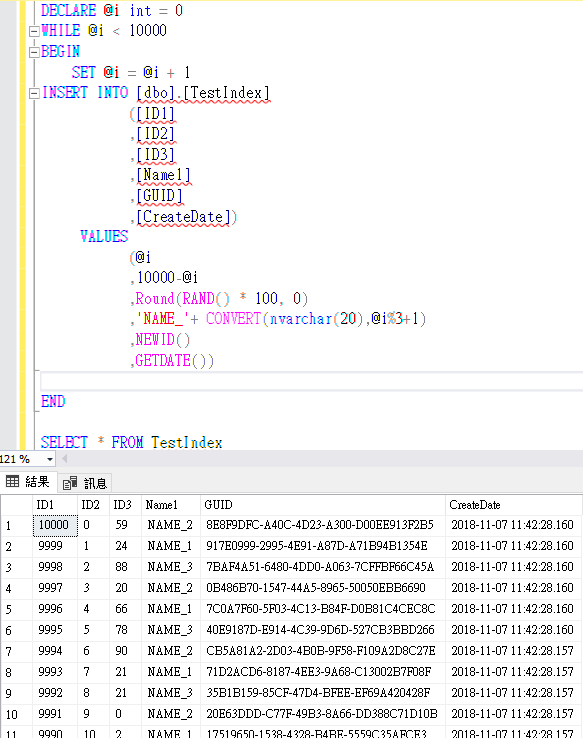 DECLARE @i int = 0
WHILE @i < 10000
BEGIN
SET @i = @i + 1
INSERT INTO [dbo].[TestIndex]
([ID1]
,[ID2]
,[ID3]
,[Name1]
,[GUID]
,[CreateDate])
VALUES
(@i
,10000-@i
,Round(RAND() * 100, 0)
,'NAME_'+ CONVERT(nvarchar(20),@i%3+1)
,NEWID()
,GETDATE())
END
SELECT * FROM TestIndex
121 %
結果 訊息
ID1 ID2 ID3 Name1 GUID CreateDate
1 10000 0 59 NAME_2 8E8F9DFC-A40C-4D23-A300-D00EE913F2B5 2018-11-07 11:42:28.160
2 9999 1 24 NAME_1 917E0999-2995-4E91-A87D-A71B94B1354E 2018-11-07 11:42:28.160
3 9998 2 88 NAME_3 7BAF4A51-6480-4DD0-A063-7CFFBF66C45A 2018-11-07 11:42:28.160
4 9997 3 20 NAME_2 0B486B70-1547-44A5-8965-50050EBB6690 2018-11-07 11:42:28.160
5 9996 4 66 NAME_1 7C0A7F60-5F03-4C13-B84F-D0B81C4CEC8C 2018-11-07 11:42:28.160
6 9995 5 78 NAME_3 40E9187D-E914-4C39-9D6D-527CB3BBD266 2018-11-07 11:42:28.160
7 9994 6 90 NAME_2 CB5A81A2-2D03-4B0B-9F58-F109A2D8C27E 2018-11-07 11:42:28.157
8 9993 7 21 NAME_1 71D2ACD6-8187-4EE3-9A68-C13002B7F08F 2018-11-07 11:42:28.157
9 9992 8 21 NAME_3 35B1B159-85CF-47D4-BFEE-EF69A420428F 2018-11-07 11:42:28.157
10 9991 9 0 NAME_2 20E63DDD-C77F-49B3-8A66-DD388C71D10B 2018-11-07 11:42:28.157
11 9990 10 2 NAME_1 17519650-1538-4328-B4BE-5559C35AFCE3 2018-11-07 11:42:28.157